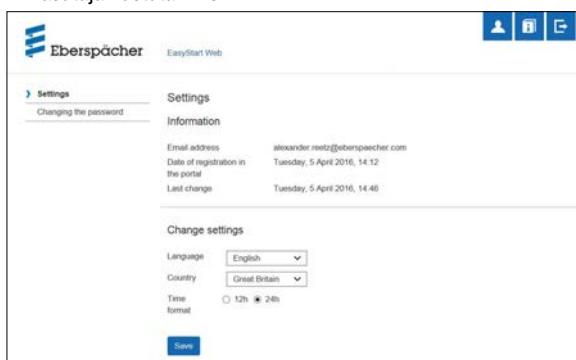 Eberspächer
EasyStart Web
Settings
Changing the password
Settings
Information
Email address alexander.reetz@eberspaecher.com
Date of registration in Tuesday, 5 April 2016, 14:12
the portal
Last change Tuesday, 5 April 2016, 14:46
Change settings
Language English
Country Great Britain
Time 12h 24h
format
Save